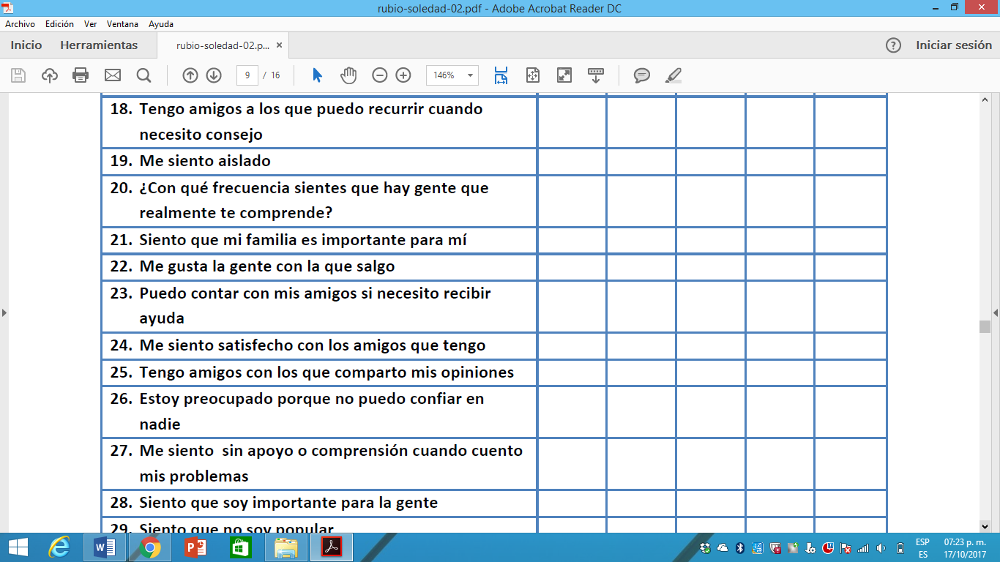 rubio-soledad-02.pdf - Adobe Acrobat Reader DC
Archivo Edición Ver Ventana Ayuda
Inicio Herramientas rubio-soledad-02.p... × ? Iniciar sesión
9 / 16 146%
18. Tengo amigos a los que puedo recurrir cuando
necesito consejo
19. Me siento aislado
20. ¿Con qué frecuencia sientes que hay gente que
realmente te comprende?
21. Siento que mi familia es importante para mí
22. Me gusta la gente con la que salgo
23. Puedo contar con mis amigos si necesito recibir
ayuda
24. Me siento satisfecho con los amigos que tengo
25. Tengo amigos con los que comparto mis opiniones
26. Estoy preocupado porque no puedo confiar en
nadie
27. Me siento  sin apoyo o comprensión cuando cuento
mis problemas
28. Siento que soy importante para la gente
29. Siento que no soy popular
ESP 07:23 p. m.
ES 17/10/2017